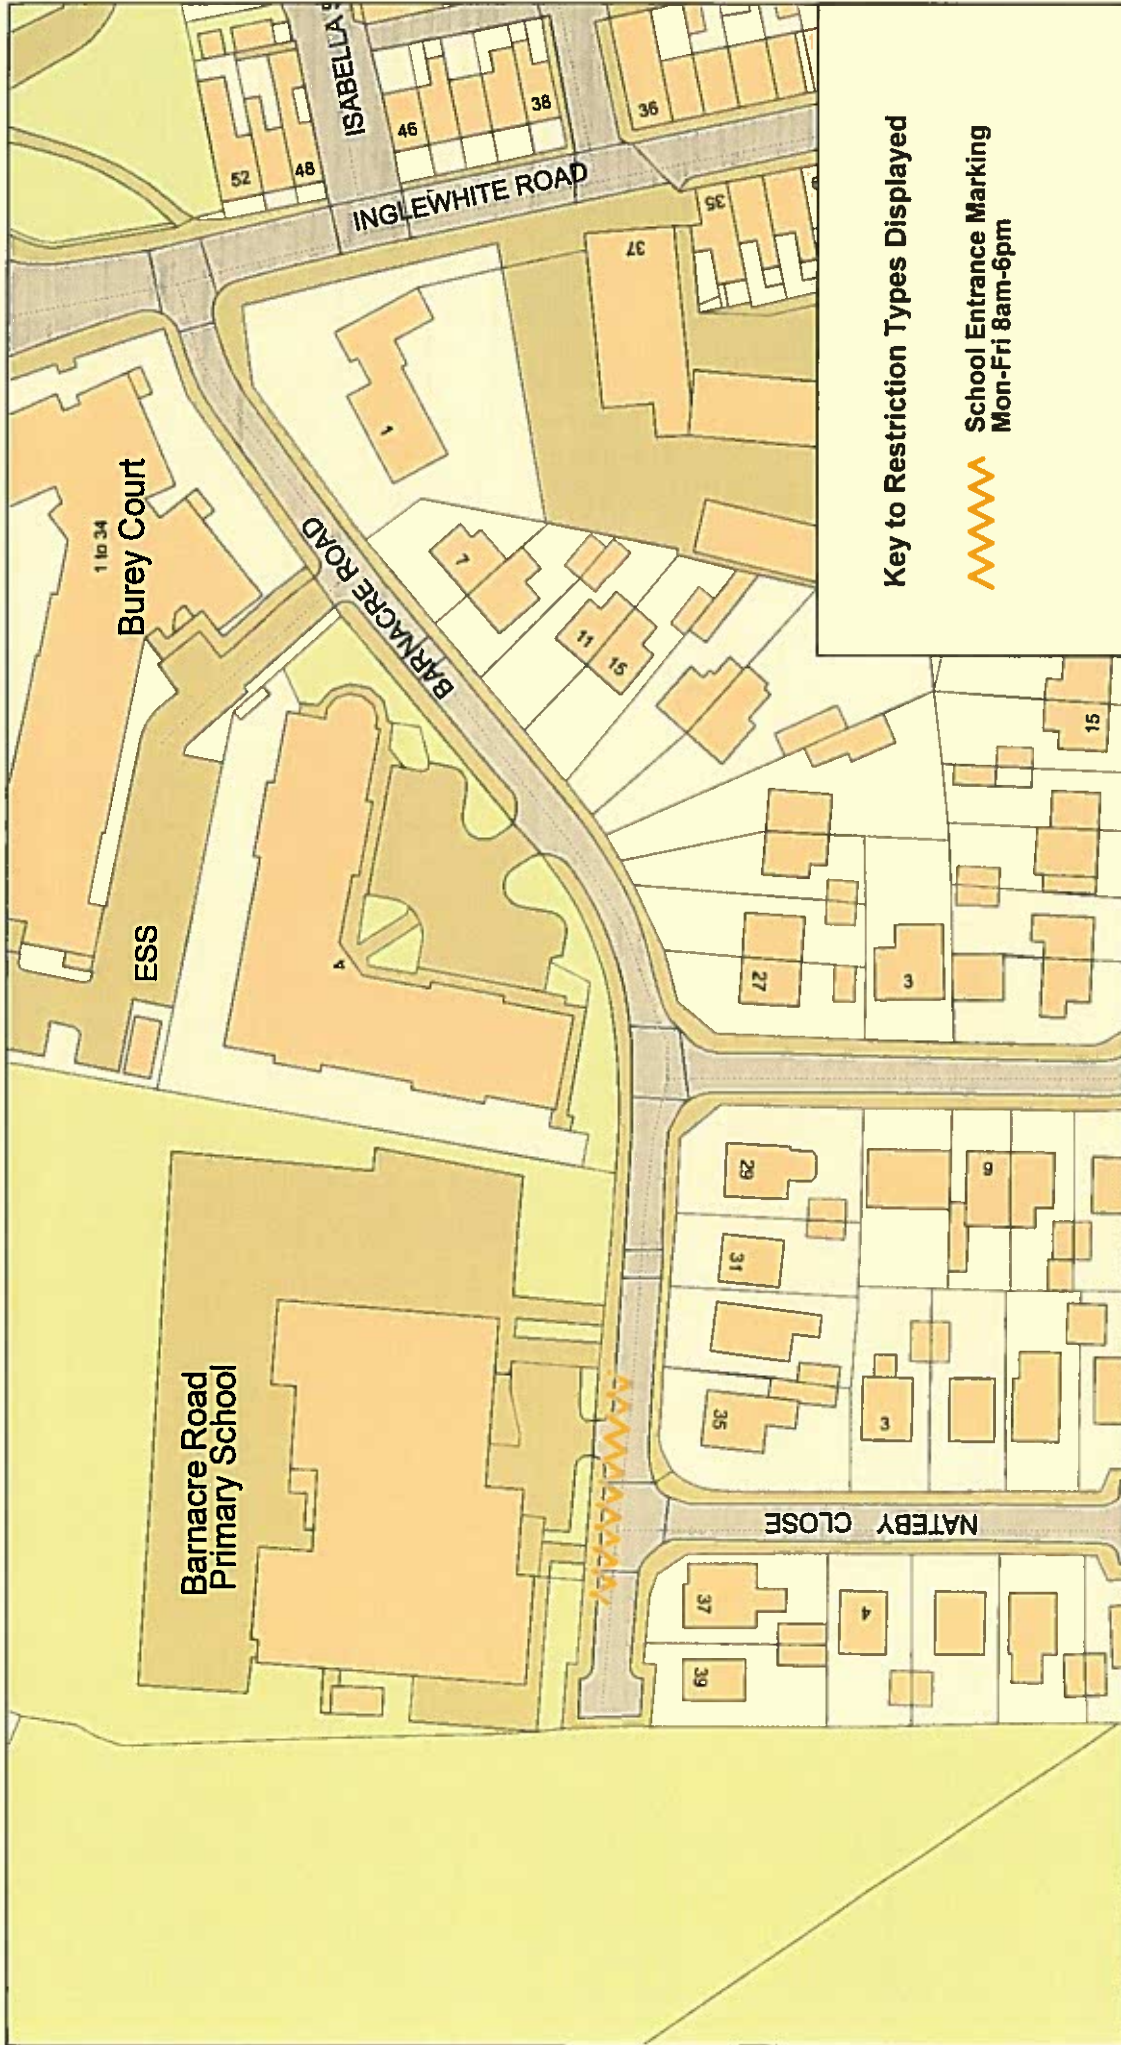 Barnacre Road
Primary School
ESS
1 to 34
Burey Court
4
BARNACRE ROAD
1
7
11
15
27
3
29
31
35
3
9
37
39
4
NATEBY CLOSE
15
52
48
ISABELLA
46
38
36
INGLEWHITE ROAD
35
37
Key to Restriction Types Displayed
School Entrance Marking
Mon-Fri 8am-6pm